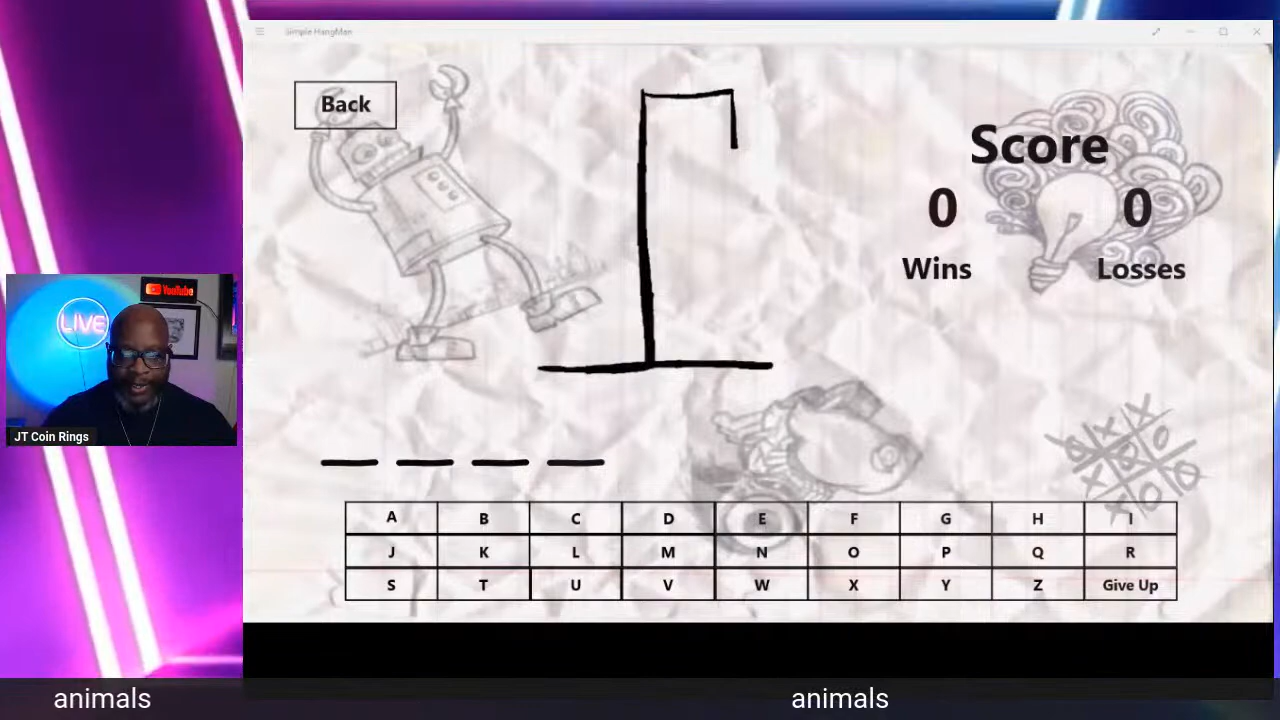 Simple HangMan
Back
Score
0 0
Wins Losses
YouTube
LIVE
JT Coin Rings
A B C D E F G H I
J K L M N O P Q R
S T U V W X Y Z Give Up
animals animals